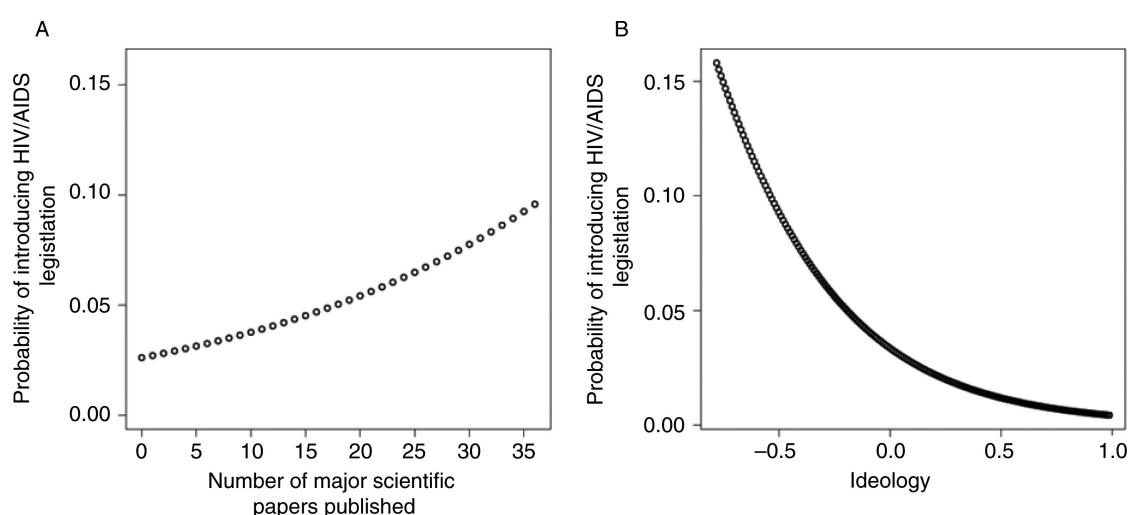 A
Probability of introducing HIV/AIDS
legistlation
0.15
0.10
0.05
0.00
0 5 10 15 20 25 30 35
Number of major scientific
papers published
B
Probability of introducing HIV/AIDS
legistlation
0.15
0.10
0.05
0.00
–0.5 0.0 0.5 1.0
Ideology